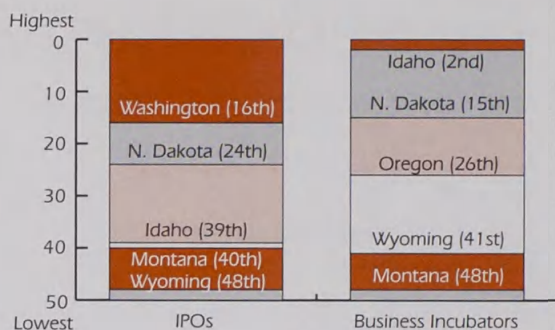 Highest
0
10
20
30
40
50
Lowest
Washington (16th)
N. Dakota (24th)
Idaho (39th)
Montana (40th)
Wyoming (48th)
IPOs
Idaho (2nd)
N. Dakota (15th)
Oregon (26th)
Wyoming (41st)
Montana (48th)
Business Incubators